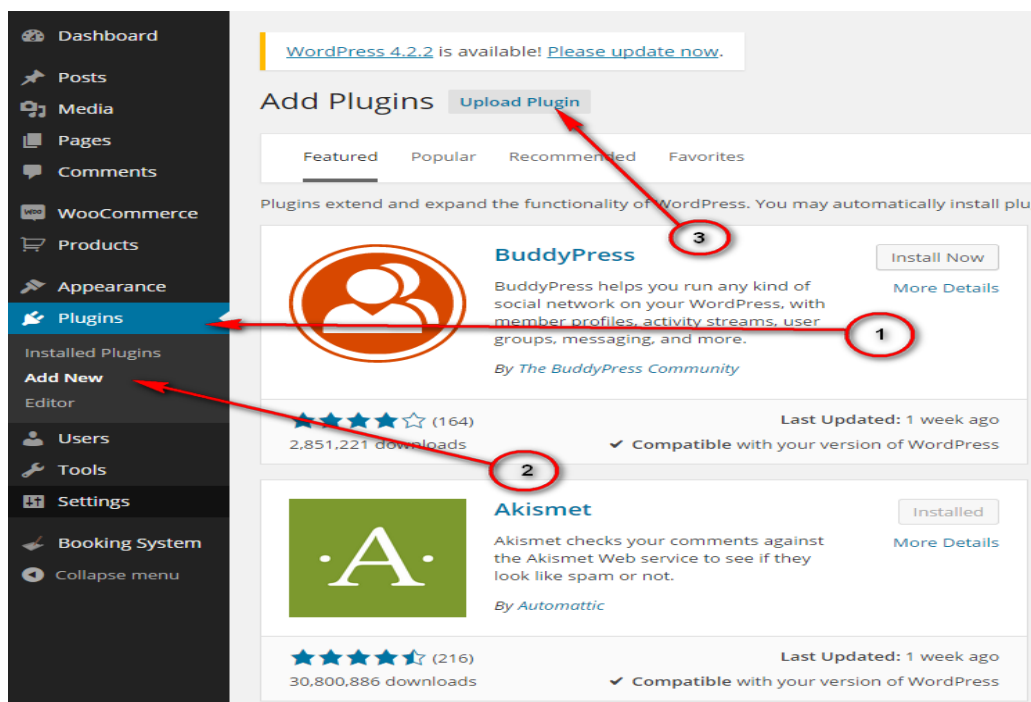 Dashboard
Posts
Media
Pages
Comments
WOO WooCommerce
Products
Appearance
Plugins
Installed Plugins
Add New
Editor
Users
Tools
Settings
Booking System
Collapse menu
WordPress 4.2.2 is available! Please update now.
Add Plugins Upload Plugin
Featured Popular Recommended Favorites
Plugins extend and expand the functionality of WordPress. You may automatically install plu
3
BuddyPress
Install Now
BuddyPress helps you run any kind of
More Details
social network on your WordPress, with
member profiles, activity streams, user
groups, messaging, and more.
1
By The BuddyPress Community
(164)
Last Updated: 1 week ago
2,851,221 downloads
Compatible with your version of WordPress
2
A
Akismet
Installed
Akismet checks your comments against
More Details
the Akismet Web service to see if they
look like spam or not.
By Automattic
(216)
Last Updated: 1 week ago
30,800,886 downloads
Compatible with your version of WordPress